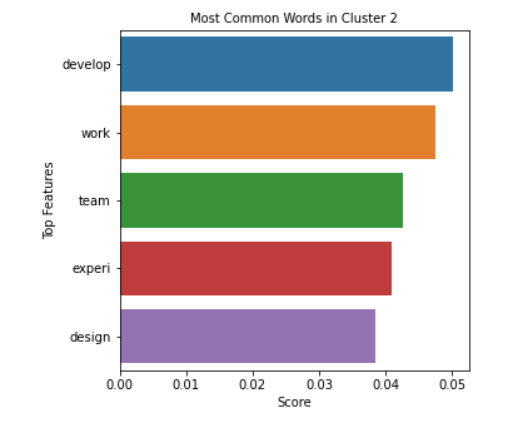 Most Common Words in Cluster 2
develop
work
team
experi
design
Top Features
0.00 0.01 0.02 0.03 0.04 0.05
Score